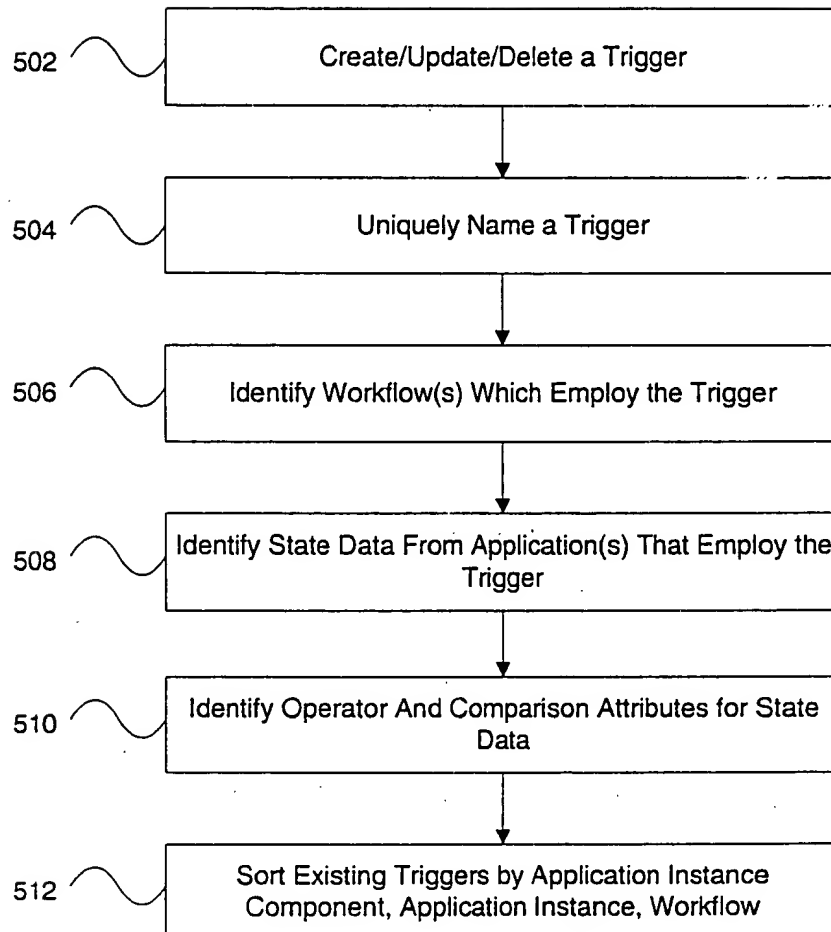 502
Create/Update/Delete a Trigger
504
Uniquely Name a Trigger
506
Identify Workflow(s) Which Employ the Trigger
508
Identify State Data From Application(s) That Employ the
Trigger
510
Identify Operator And Comparison Attributes for State
Data
512
Sort Existing Triggers by Application Instance
Component, Application Instance, Workflow